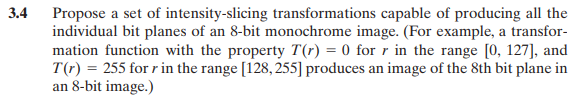 3.4 Propose a set of intensity-slicing transformations capable of producing all the
individual bit planes of an 8-bit monochrome image. (For example, a transfor-
mation function with the property T(r) = 0 for r in the range [0, 127], and
T(r) = 255 for r in the range [128, 255] produces an image of the 8th bit plane in
an 8-bit image.)